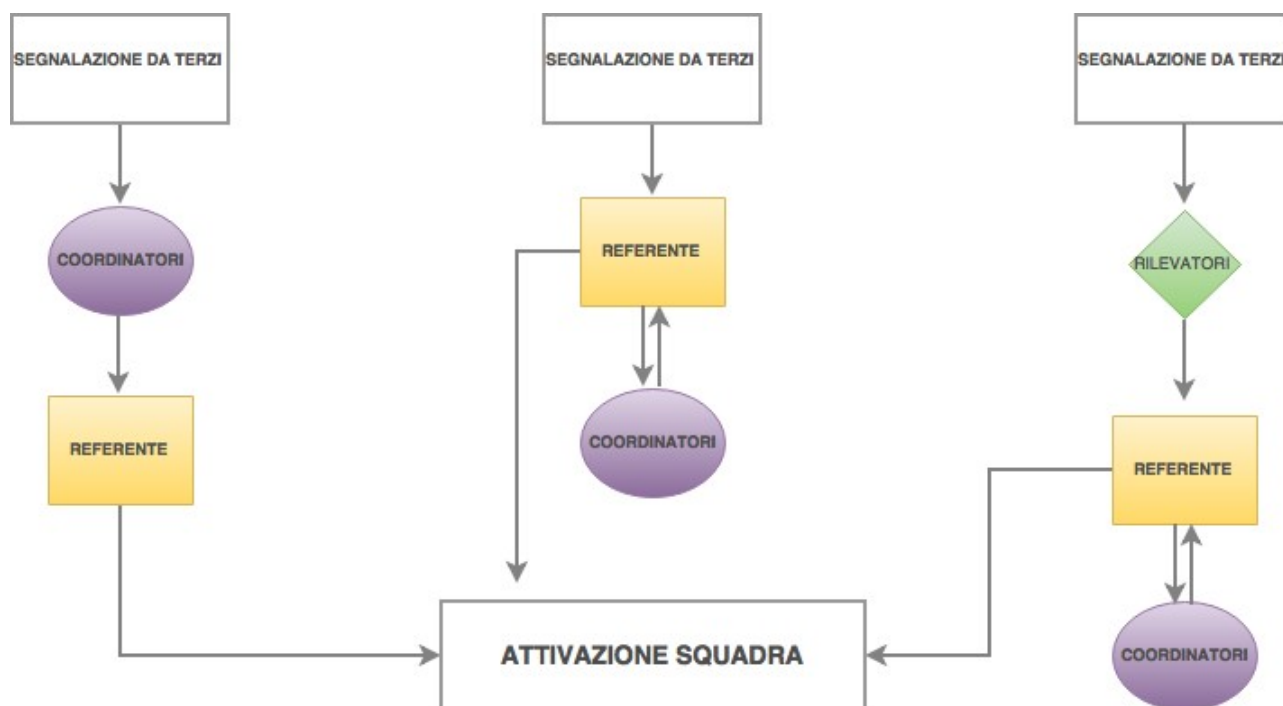 SEGNALAZIONE DA TERZI
SEGNALAZIONE DA TERZI
SEGNALAZIONE DA TERZI
COORDINATORI
REFERENTE
RILEVATORI
REFERENTE
COORDINATORI
REFERENTE
ATTIVAZIONE SQUADRA
COORDINATORI